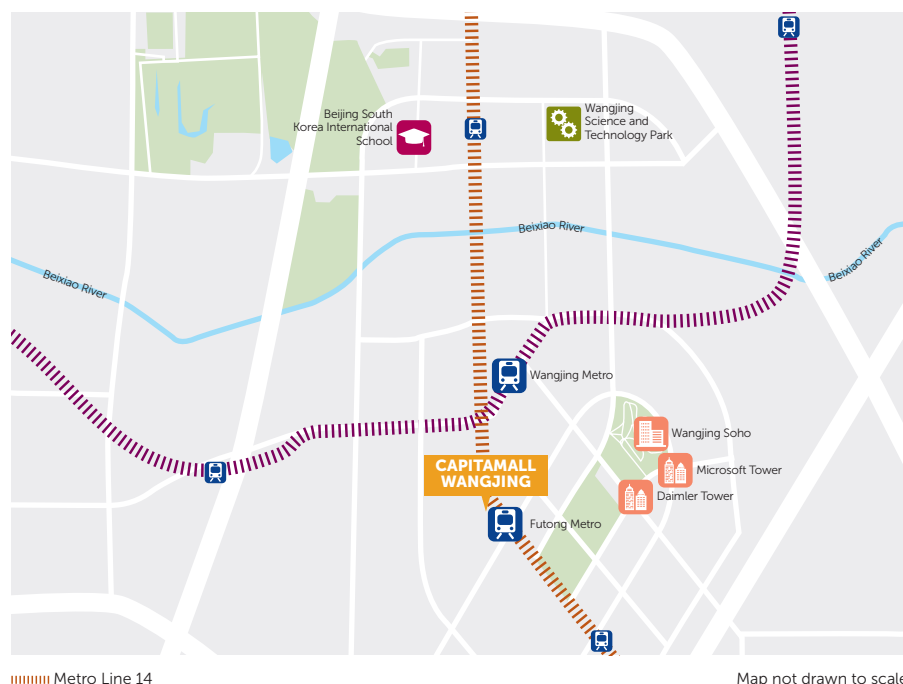 Beijing South
Korea International
School
Wangjing
Science and
Technology Park
Beixiao River
Beixiao River
Beixiao River
Wangjing Metro
Wangjing Soho
CAPITAMALL
WANGJING
Microsoft Tower
Daimler Tower
Futong Metro
Metro Line 14
Map not drawn to scale